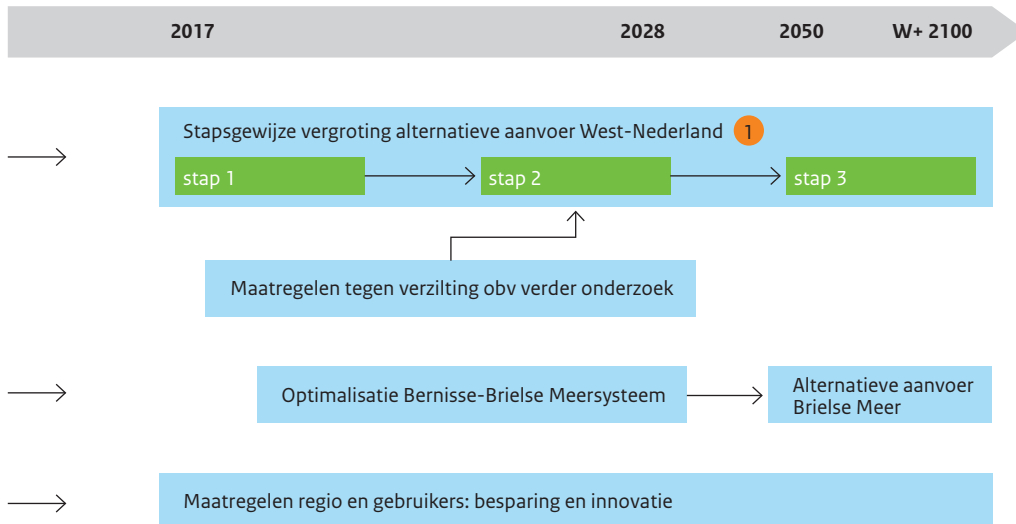 2017 2028 2050 W+ 2100
Stapsgewijze vergroting alternatieve aanvoer West-Nederland 1
stap 1 stap 2 stap 3
Maatregelen tegen verzilting obv verder onderzoek
Optimalisatie Bernisse-Brielse Meersysteem
Alternatieve aanvoer
Brielse Meer
Maatregelen regio en gebruikers: besparing en innovatie